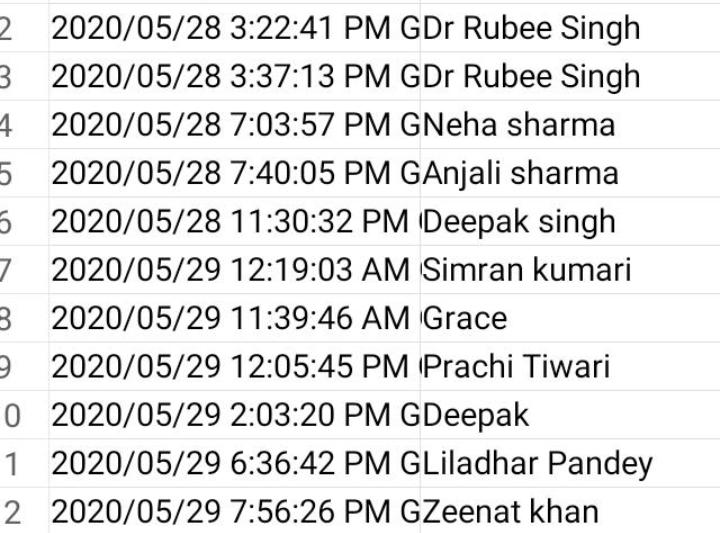 2 2020/05/28 3:22:41 PM G Dr Rubee Singh
3 2020/05/28 3:37:13 PM G Dr Rubee Singh
4 2020/05/28 7:03:57 PM G Neha sharma
5 2020/05/28 7:40:05 PM G Anjali sharma
6 2020/05/28 11:30:32 PM Deepak singh
7 2020/05/29 12:19:03 AM Simran kumari
8 2020/05/29 11:39:46 AM Grace
9 2020/05/29 12:05:45 PM Prachi Tiwari
0 2020/05/29 2:03:20 PM G Deepak
1 2020/05/29 6:36:42 PM G Liladhar Pandey
2 2020/05/29 7:56:26 PM G Zeenat khan